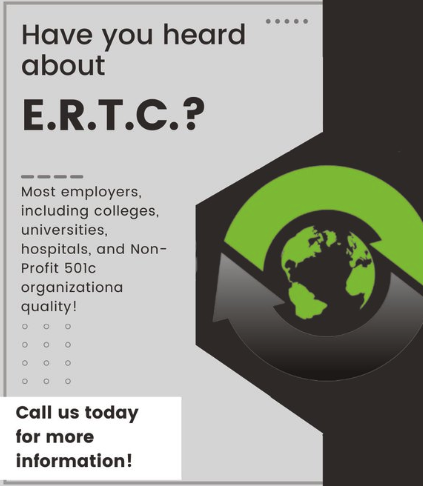 Have you heard
about
E.R.T.C.?
Most employers,
including colleges,
universities,
hospitals, and Non-
Profit 501c
organizationa
quality!
Call us today
for more
information!